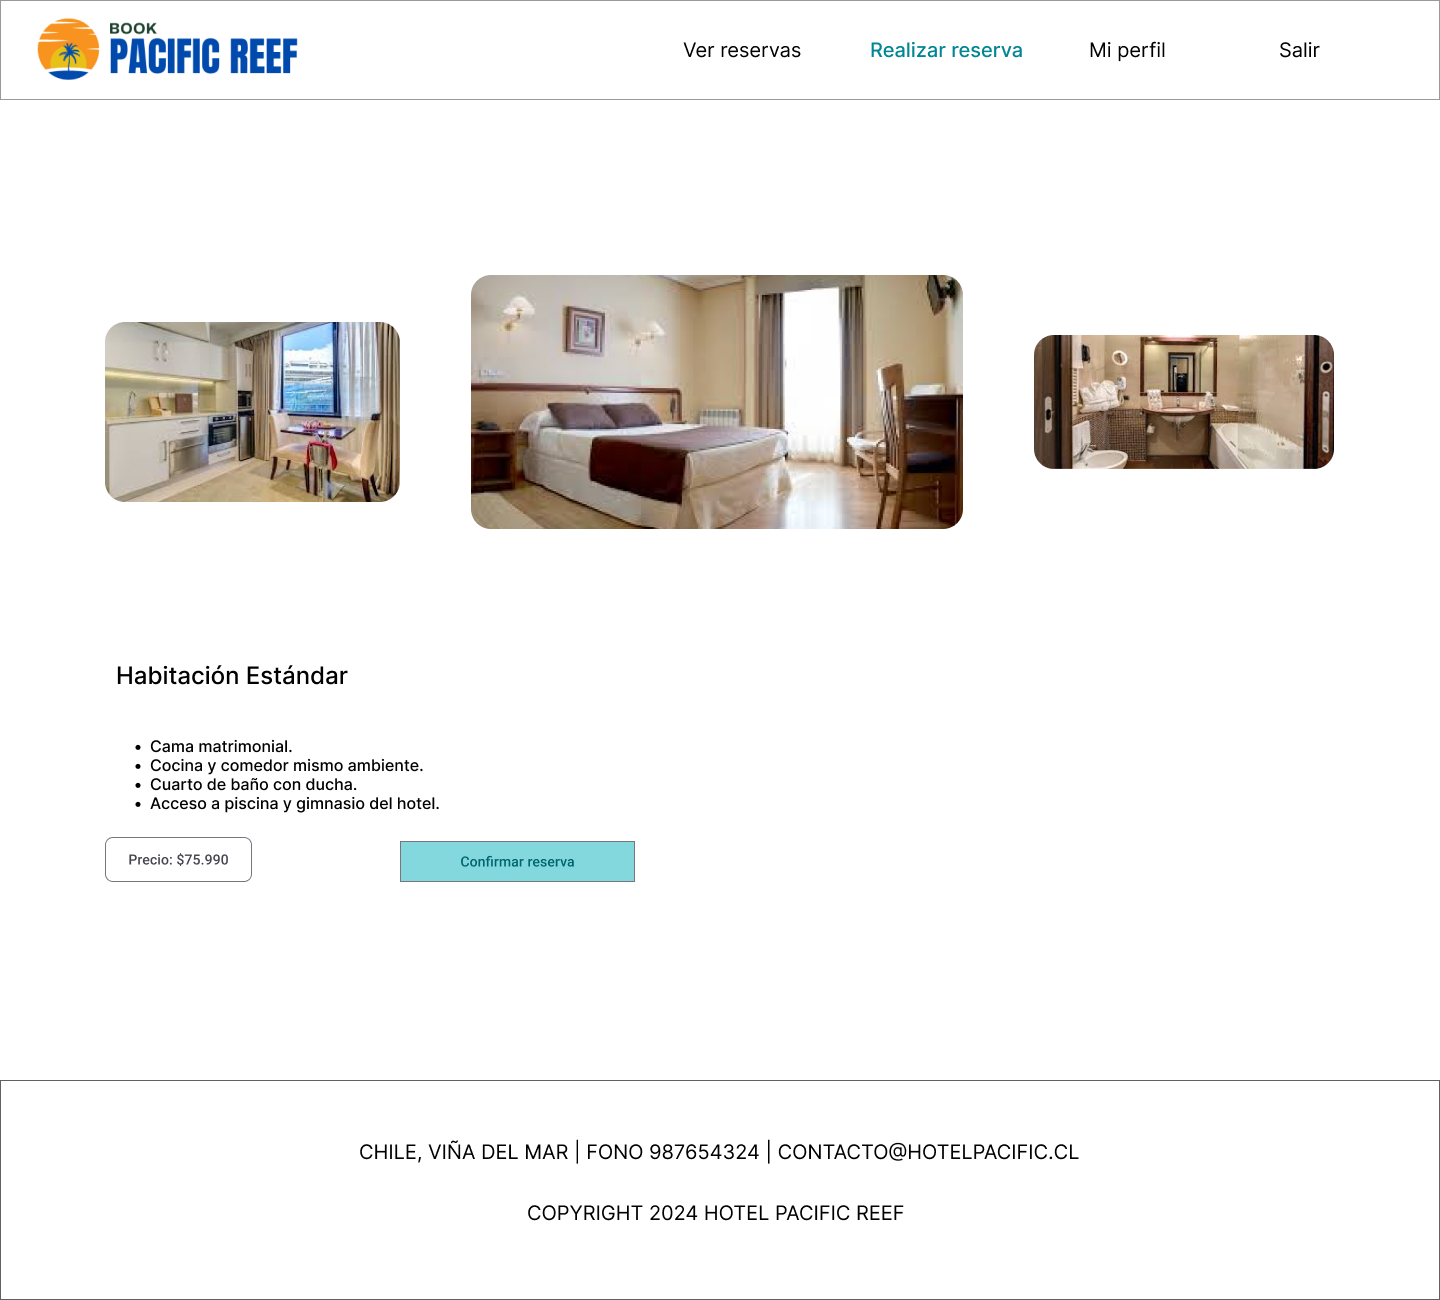 BOOK
PACIFIC REEF
Ver reservas
Realizar reserva
Mi perfil
Salir
Habitación Estándar
• Cama matrimonial.
• Cocina y comedor mismo ambiente.
• Cuarto de baño con ducha.
• Acceso a piscina y gimnasio del hotel.
Precio: $75.990
Confirmar reserva
CHILE, VIÑA DEL MAR | FONO 987654324 | CONTACTO@HOTELPACIFIC.CL
COPYRIGHT 2024 HOTEL PACIFIC REEF